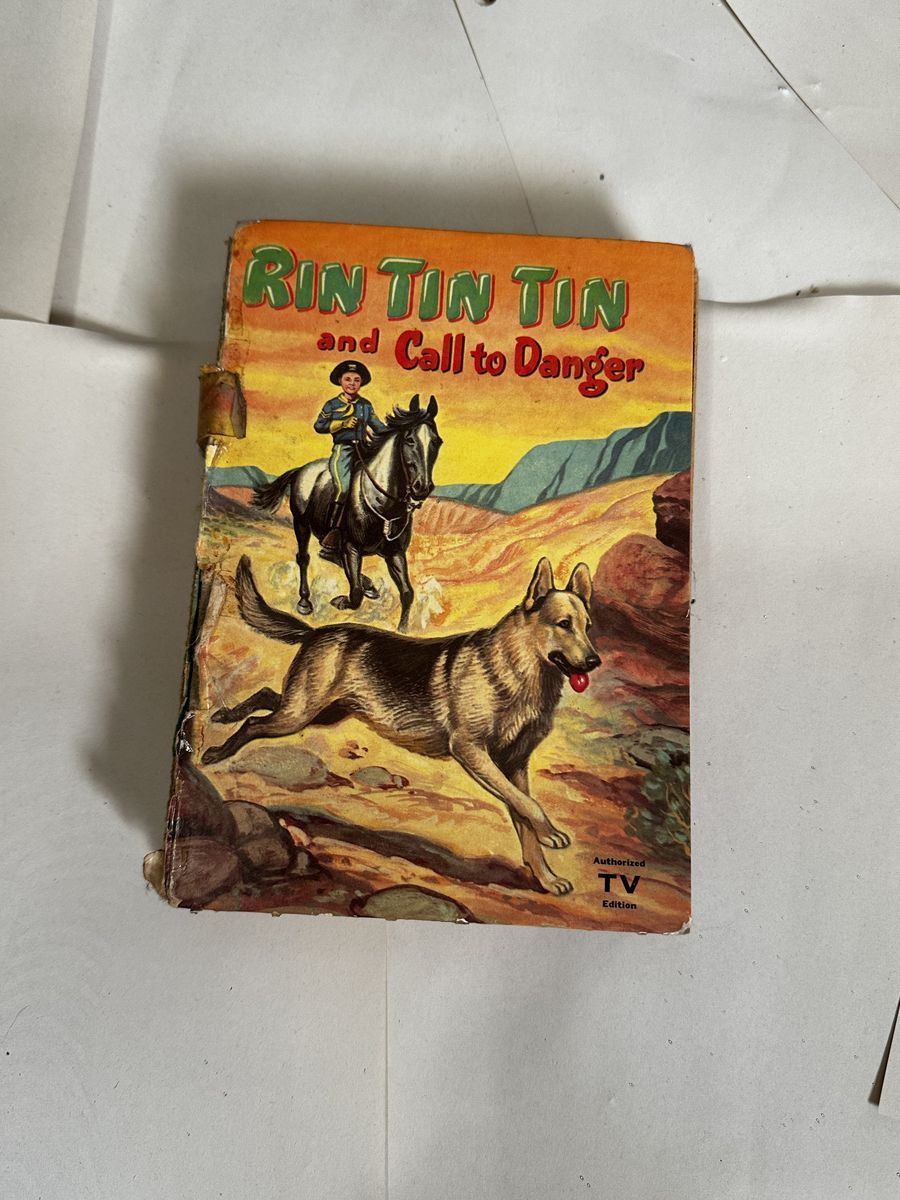 RIN TIN TIN
and Call to Danger
Authorized
TV
Edition